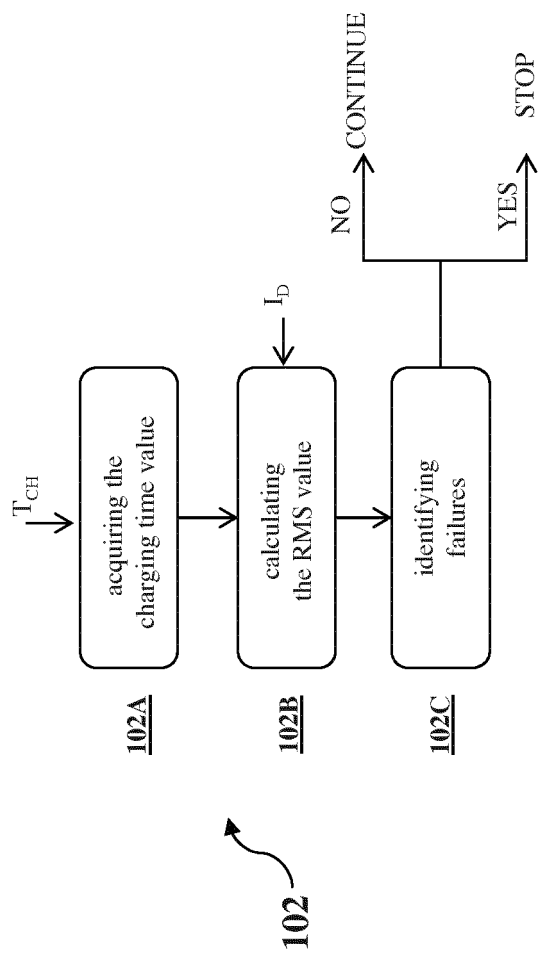 T_CH
102A
acquiring the
charging time value
102B
calculating
the RMS value
I_D
102C
identifying
failures
NO
CONTINUE
YES
STOP
102